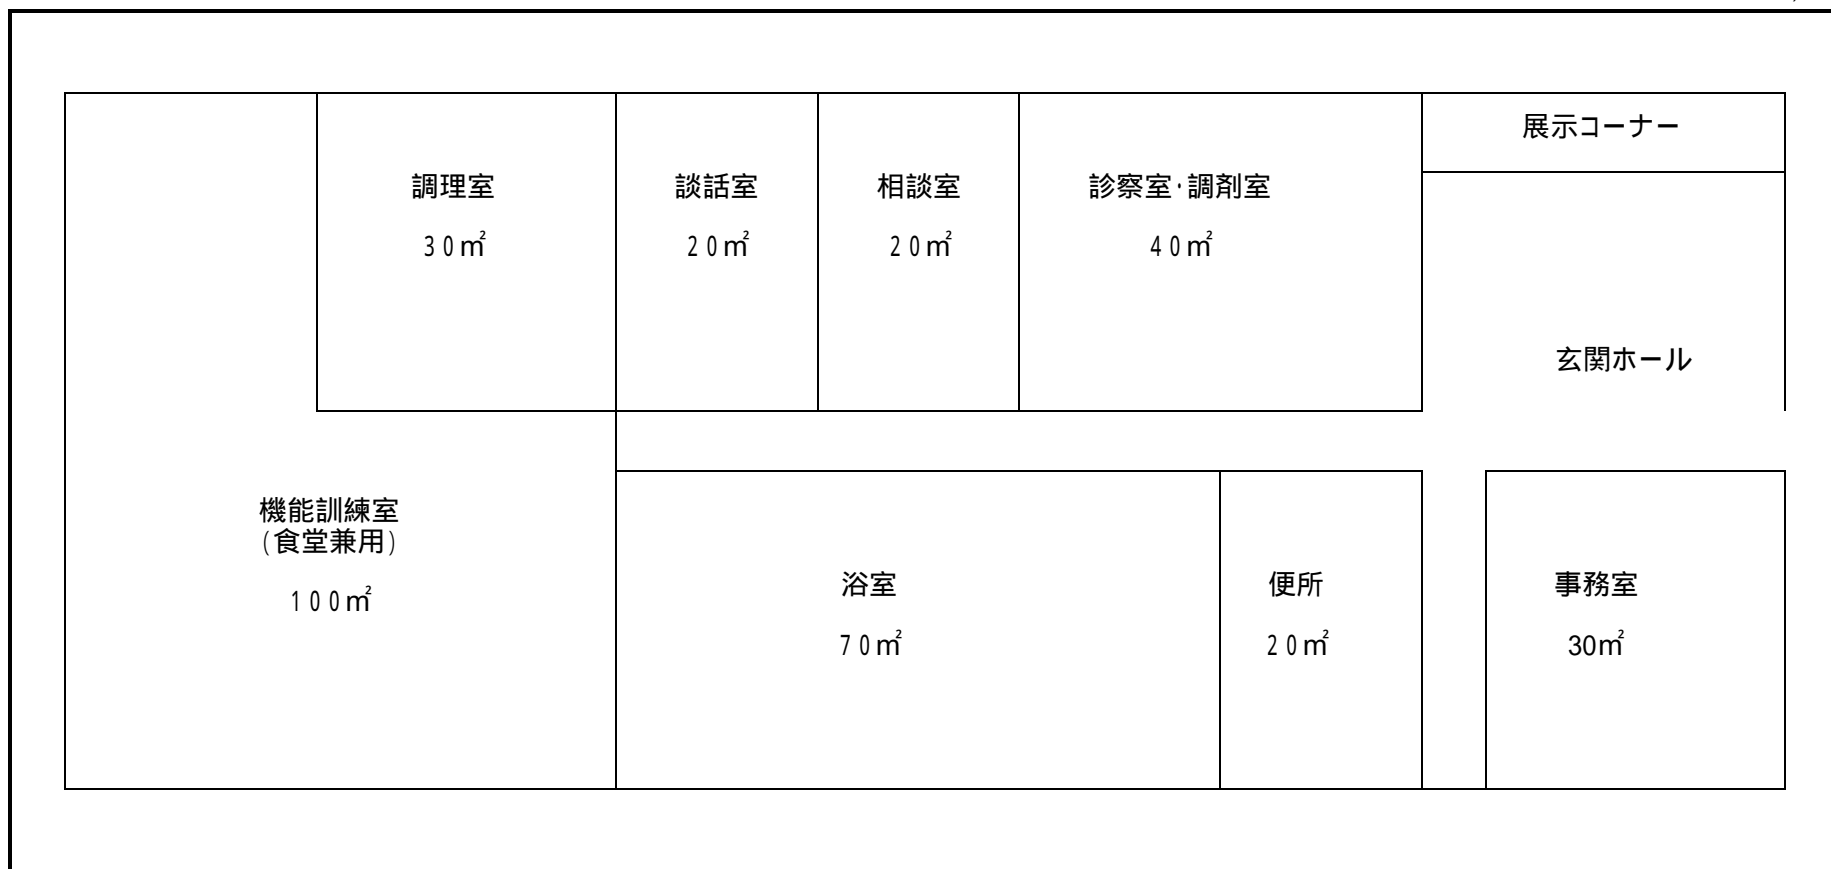 展示コーナー
調理室
30㎡
談話室
20㎡
相談室
20㎡
診察室・調剤室
40㎡
玄関ホール
機能訓練室
(食堂兼用)
100㎡
浴室
70㎡
便所
20㎡
事務室
30㎡